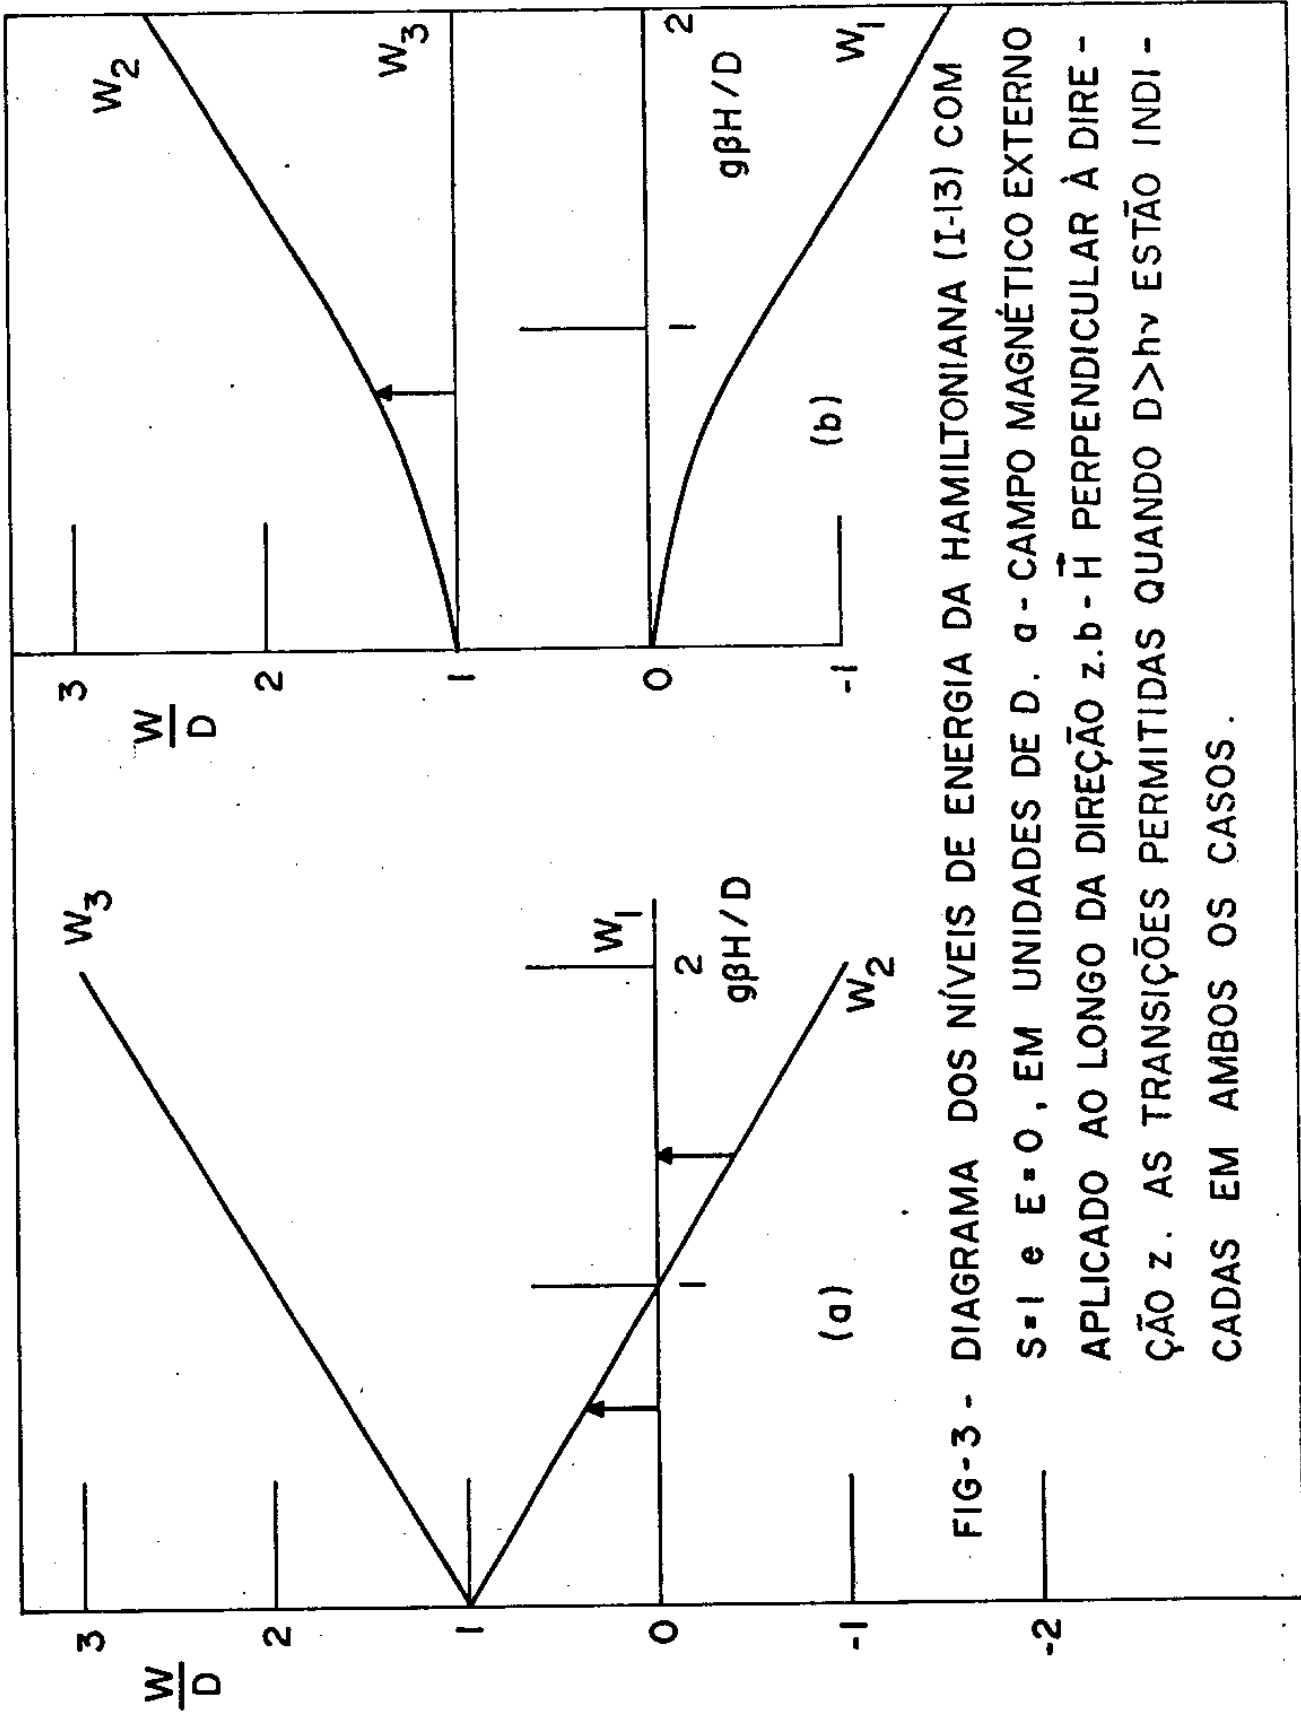 W/D
3
2
1
0
-1
-2
W3
W1
2
gβH/D
W2
1
(a)
W/D
3
2
1
0
-1
W2
W3
2
gβH/D
W1
1
(b)
FIG-3 - DIAGRAMA DOS NÍVEIS DE ENERGIA DA HAMILTONIANA (I-13) COM
S=1 e E=0, EM UNIDADES DE D. a - CAMPO MAGNÉTICO EXTERNO
APLICADO AO LONGO DA DIREÇÃO z. b - H⃗ PERPENDICULAR À DIRE -
ÇÃO z. AS TRANSIÇÕES PERMITIDAS QUANDO D>hν ESTÃO INDI -
CADAS EM AMBOS OS CASOS.